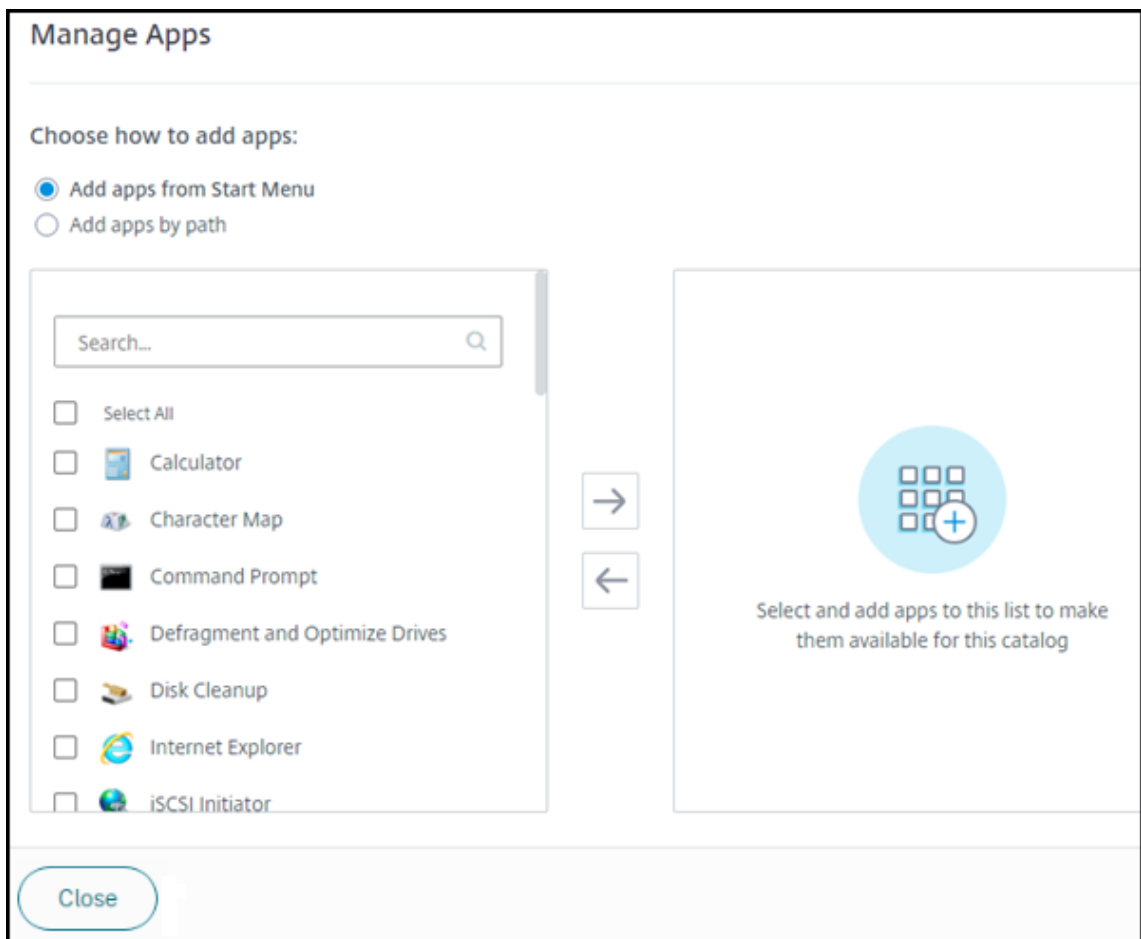 Manage Apps
Choose how to add apps:
Add apps from Start Menu
Add apps by path
Search...
Select All
Calculator
Character Map
Command Prompt
Defragment and Optimize Drives
Disk Cleanup
Internet Explorer
iSCSI Initiator
Select and add apps to this list to make
them available for this catalog
Close